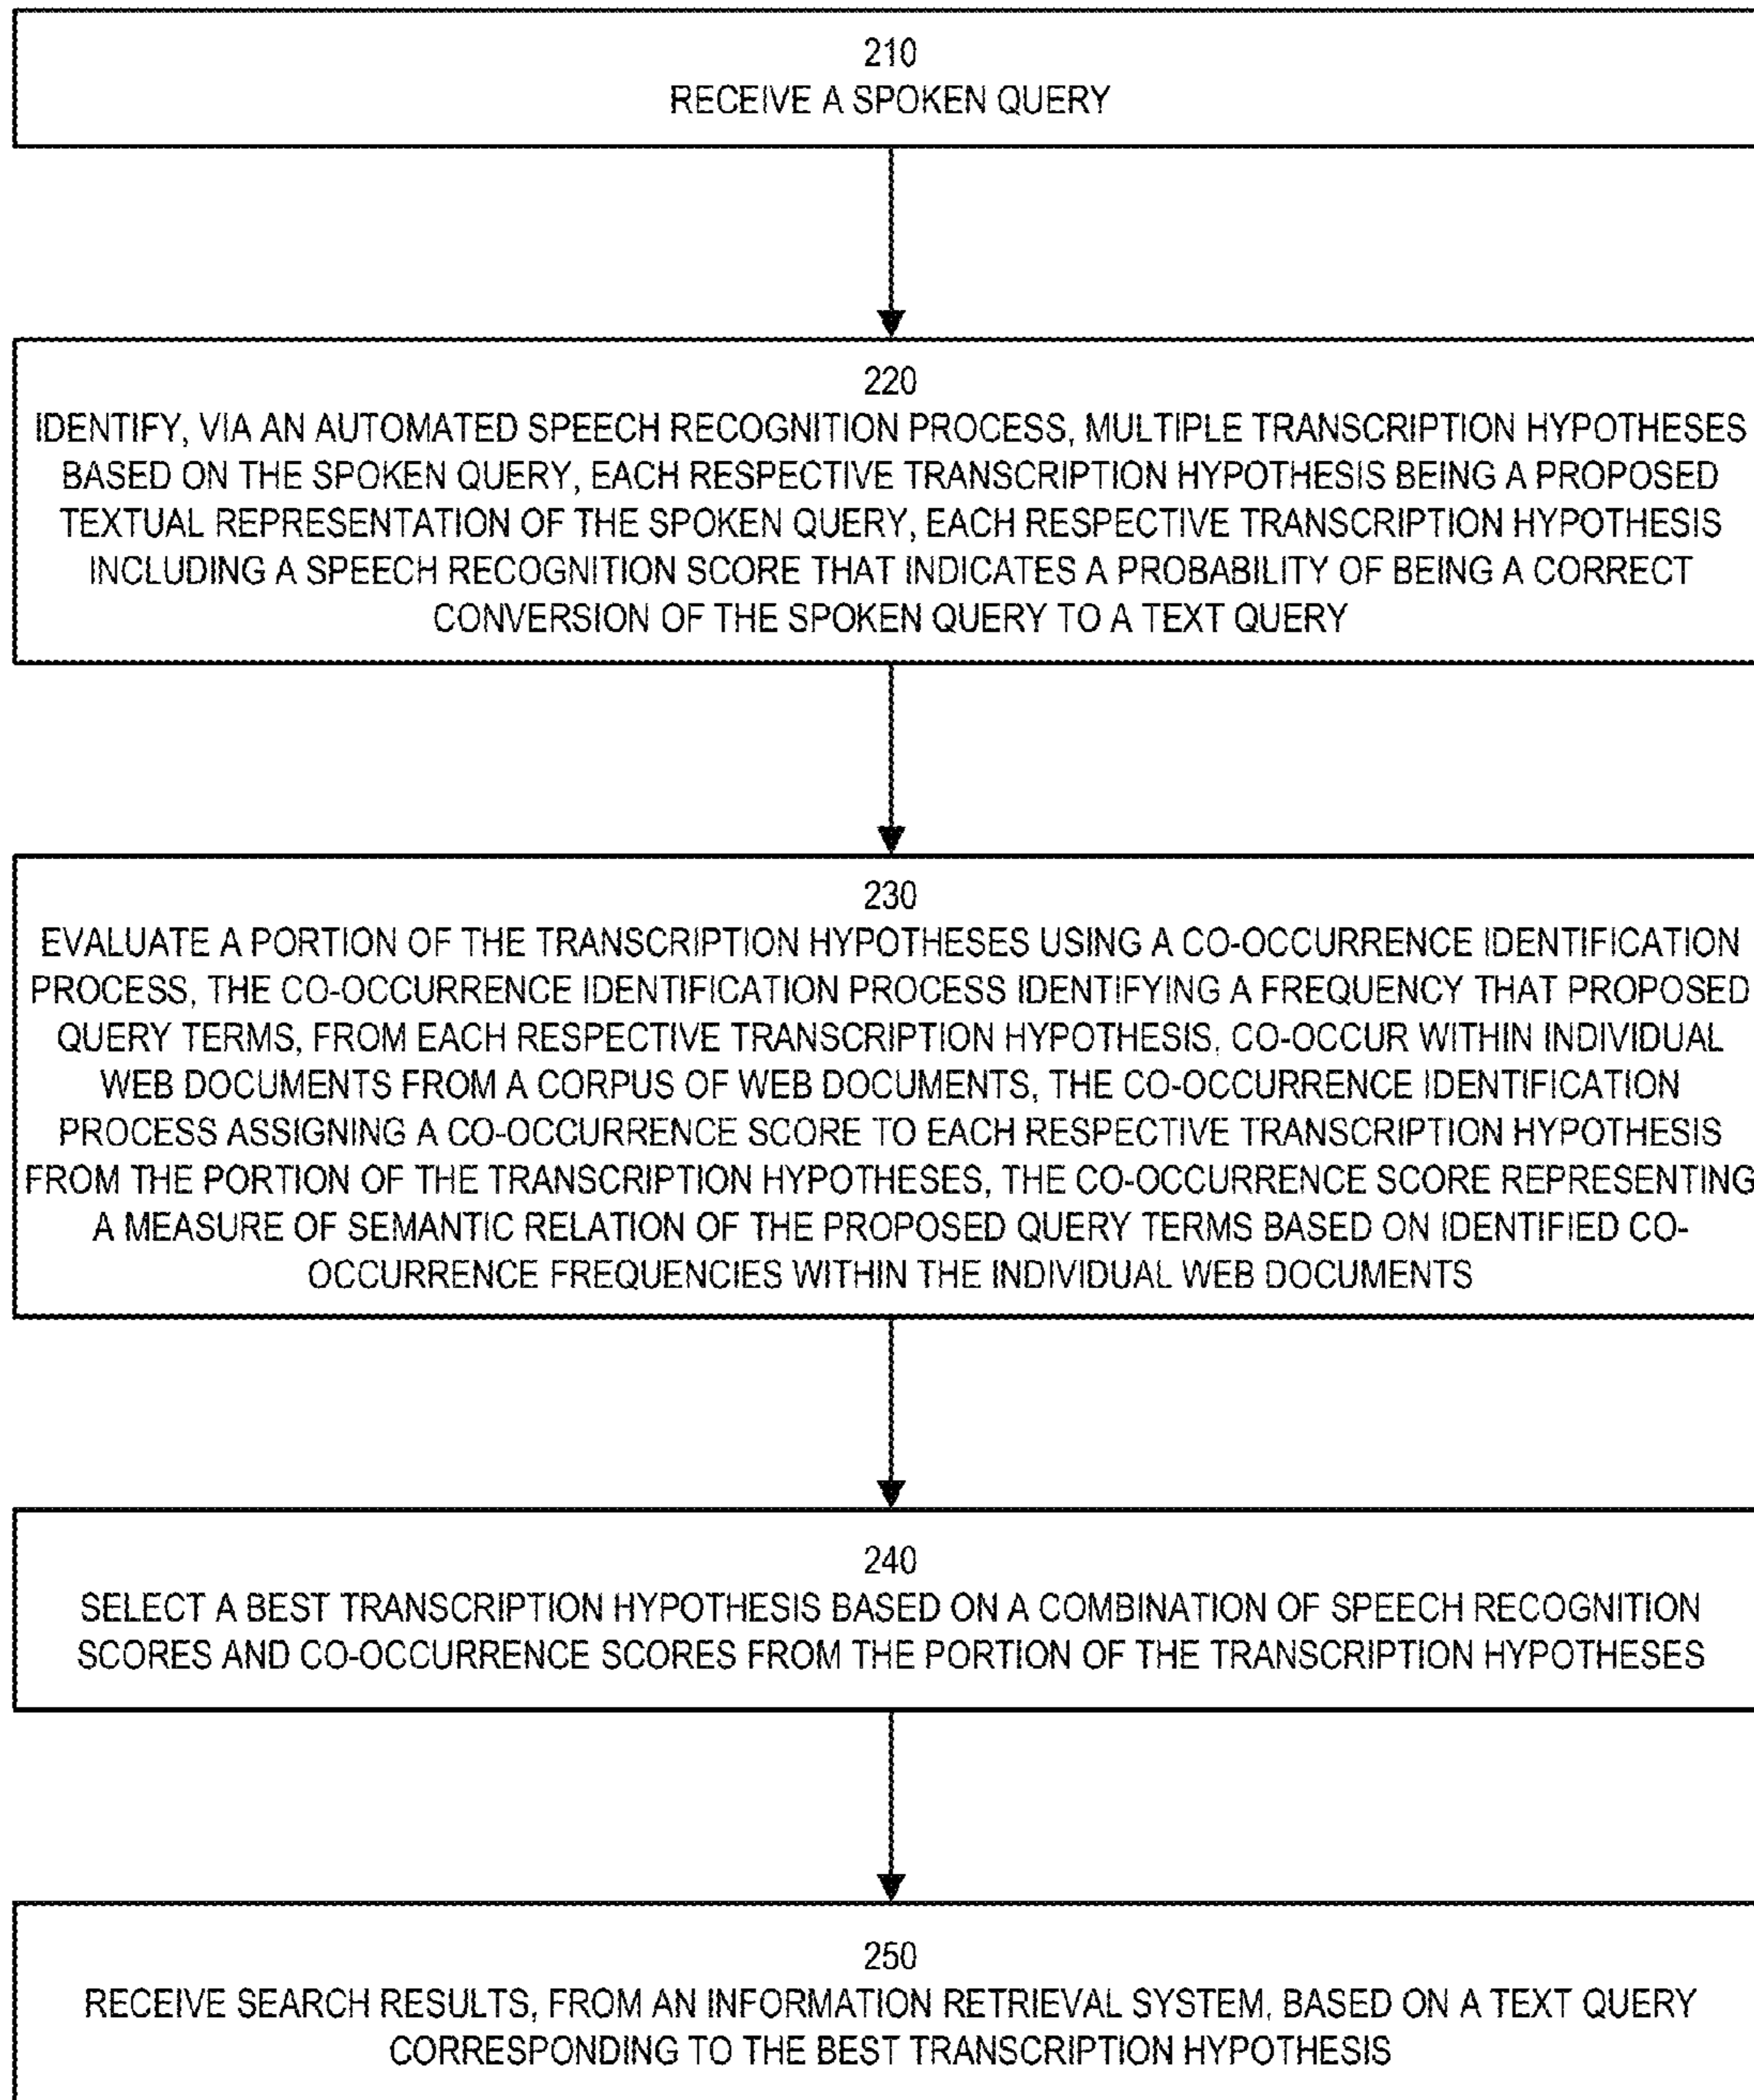 210
RECEIVE A SPOKEN QUERY
220
IDENTIFY, VIA AN AUTOMATED SPEECH RECOGNITION PROCESS, MULTIPLE TRANSCRIPTION HYPOTHESES
BASED ON THE SPOKEN QUERY, EACH RESPECTIVE TRANSCRIPTION HYPOTHESIS BEING A PROPOSED
TEXTUAL REPRESENTATION OF THE SPOKEN QUERY, EACH RESPECTIVE TRANSCRIPTION HYPOTHESIS
INCLUDING A SPEECH RECOGNITION SCORE THAT INDICATES A PROBABILITY OF BEING A CORRECT
CONVERSION OF THE SPOKEN QUERY TO A TEXT QUERY
230
EVALUATE A PORTION OF THE TRANSCRIPTION HYPOTHESES USING A CO-OCCURRENCE IDENTIFICATION
PROCESS, THE CO-OCCURRENCE IDENTIFICATION PROCESS IDENTIFYING A FREQUENCY THAT PROPOSED
QUERY TERMS, FROM EACH RESPECTIVE TRANSCRIPTION HYPOTHESIS, CO-OCCUR WITHIN INDIVIDUAL
WEB DOCUMENTS FROM A CORPUS OF WEB DOCUMENTS, THE CO-OCCURRENCE IDENTIFICATION
PROCESS ASSIGNING A CO-OCCURRENCE SCORE TO EACH RESPECTIVE TRANSCRIPTION HYPOTHESIS
FROM THE PORTION OF THE TRANSCRIPTION HYPOTHESES, THE CO-OCCURRENCE SCORE REPRESENTING
A MEASURE OF SEMANTIC RELATION OF THE PROPOSED QUERY TERMS BASED ON IDENTIFIED CO-
OCCURRENCE FREQUENCIES WITHIN THE INDIVIDUAL WEB DOCUMENTS
240
SELECT A BEST TRANSCRIPTION HYPOTHESIS BASED ON A COMBINATION OF SPEECH RECOGNITION
SCORES AND CO-OCCURRENCE SCORES FROM THE PORTION OF THE TRANSCRIPTION HYPOTHESES
250
RECEIVE SEARCH RESULTS, FROM AN INFORMATION RETRIEVAL SYSTEM, BASED ON A TEXT QUERY
CORRESPONDING TO THE BEST TRANSCRIPTION HYPOTHESIS